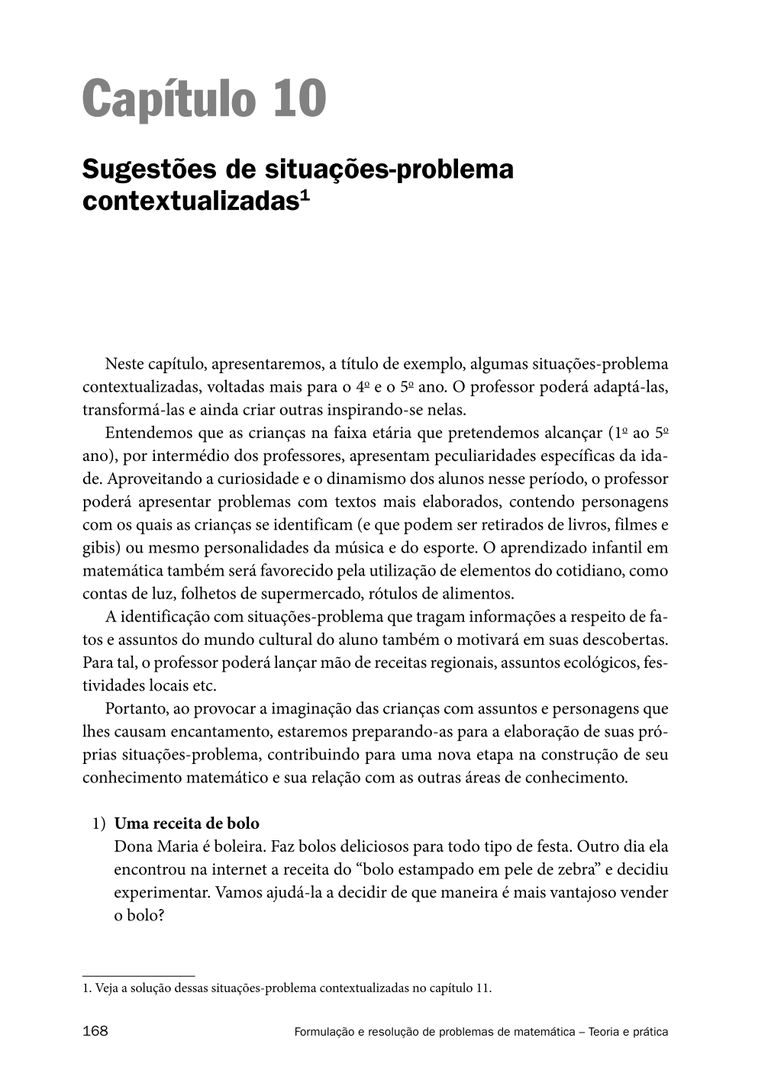 Capítulo 10
Sugestões de situações-problema
contextualizadas¹
Neste capítulo, apresentaremos, a título de exemplo, algumas situações-problema
contextualizadas, voltadas mais para o 4º e o 5º ano. O professor poderá adaptá-las,
transformá-las e ainda criar outras inspirando-se nelas.
Entendemos que as crianças na faixa etária que pretendemos alcançar (1º ao 5º
ano), por intermédio dos professores, apresentam peculiaridades específicas da ida-
de. Aproveitando a curiosidade e o dinamismo dos alunos nesse período, o professor
poderá apresentar problemas com textos mais elaborados, contendo personagens
com os quais as crianças se identificam (e que podem ser retirados de livros, filmes e
gibis) ou mesmo personalidades da música e do esporte. O aprendizado infantil em
matemática também será favorecido pela utilização de elementos do cotidiano, como
contas de luz, folhetos de supermercado, rótulos de alimentos.
A identificação com situações-problema que tragam informações a respeito de fa-
tos e assuntos do mundo cultural do aluno também o motivará em suas descobertas.
Para tal, o professor poderá lançar mão de receitas regionais, assuntos ecológicos, fes-
tividades locais etc.
Portanto, ao provocar a imaginação das crianças com assuntos e personagens que
lhes causam encantamento, estaremos preparando-as para a elaboração de suas pró-
prias situações-problema, contribuindo para uma nova etapa na construção de seu
conhecimento matemático e sua relação com as outras áreas de conhecimento.
1) Uma receita de bolo
Dona Maria é boleira. Faz bolos deliciosos para todo tipo de festa. Outro dia ela
encontrou na internet a receita do “bolo estampado em pele de zebra” e decidiu
experimentar. Vamos ajudá-la a decidir de que maneira é mais vantajoso vender
o bolo?
1. Veja a solução dessas situações-problema contextualizadas no capítulo 11.
168 Formulação e resolução de problemas de matemática – Teoria e prática